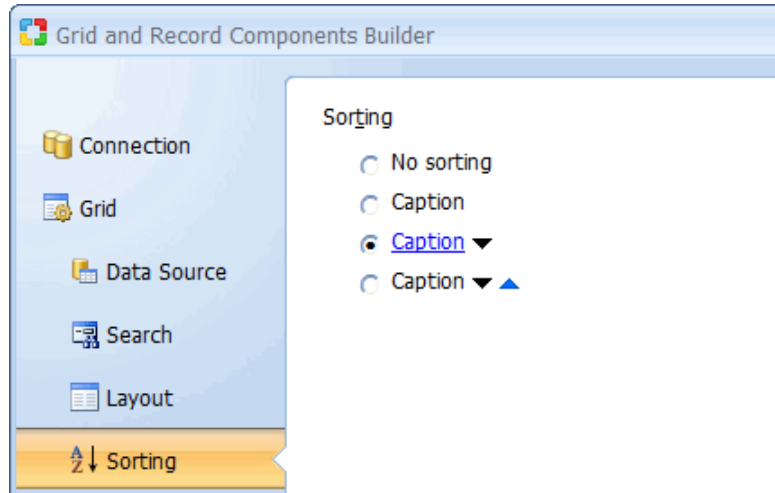 Grid and Record Components Builder
Connection
Grid
Data Source
Search
Layout
Sorting
Sorting
No sorting
Caption
Caption
Caption